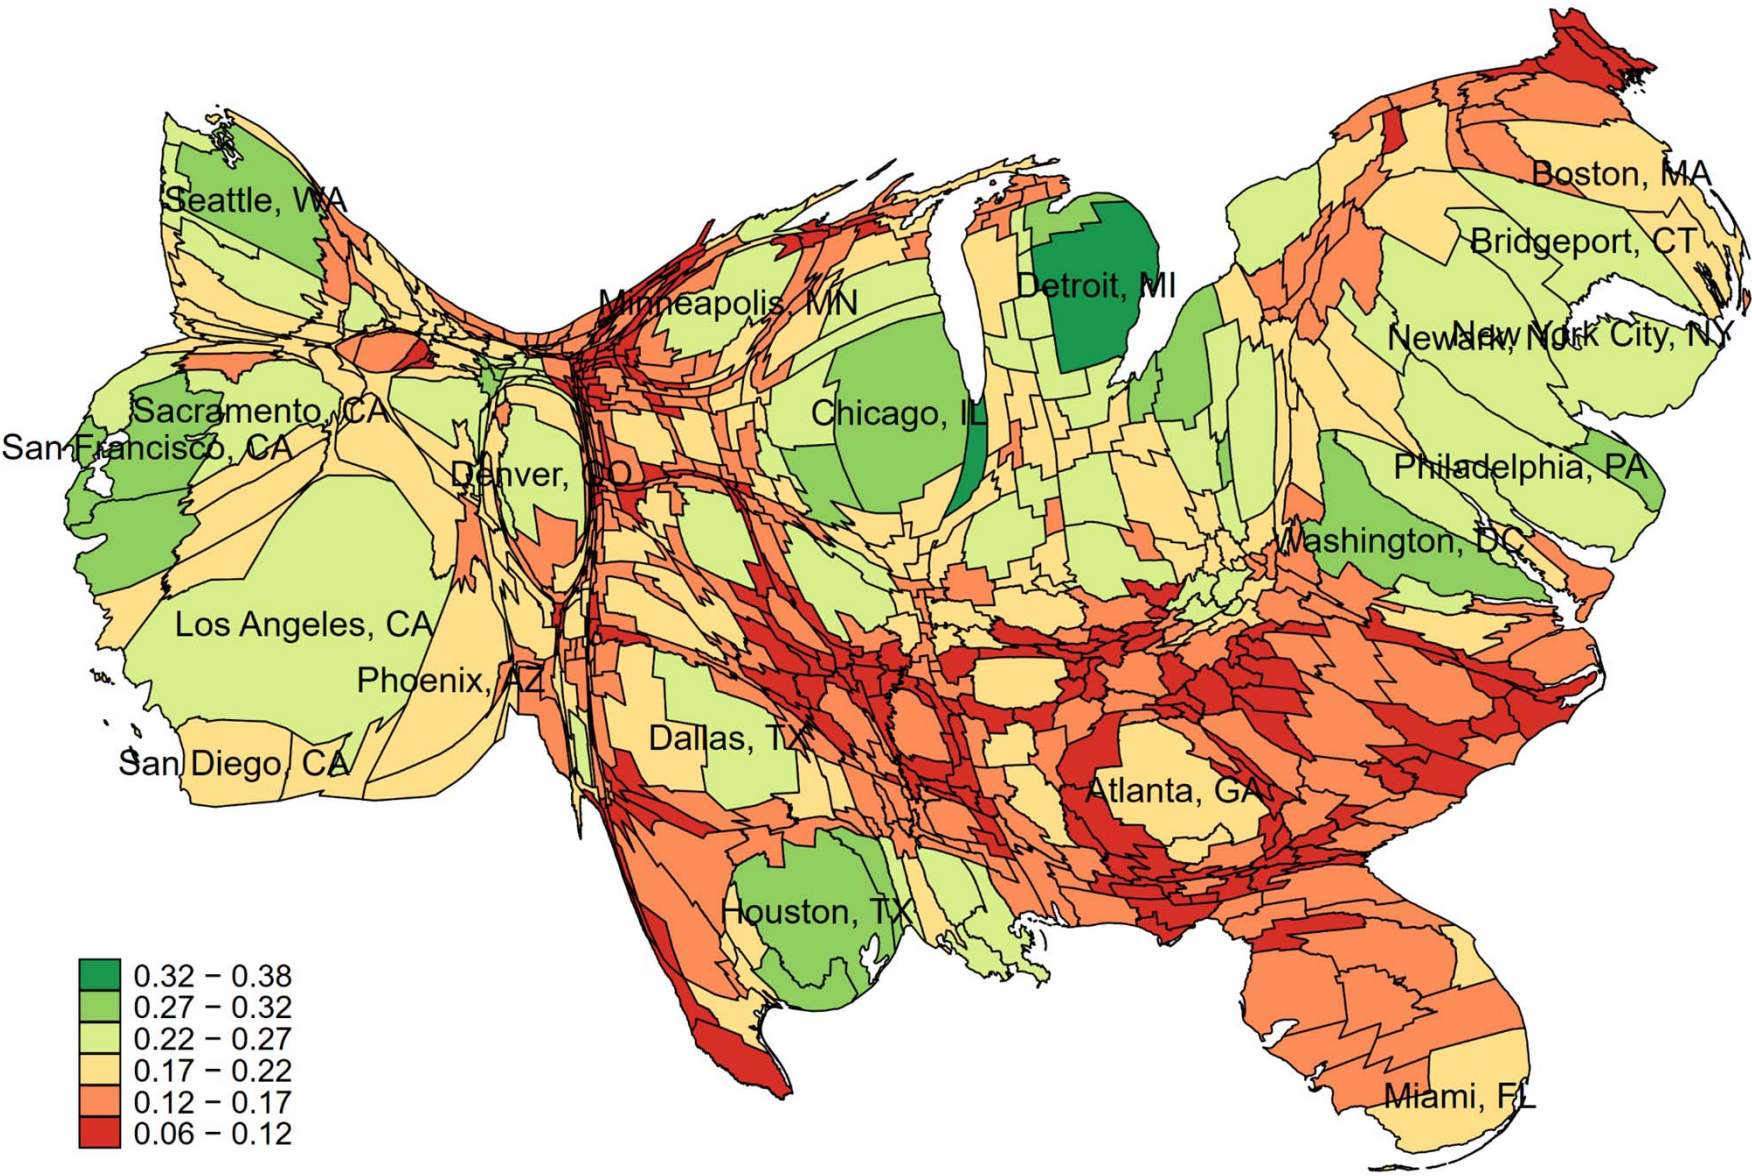 Seattle, WA
Boston, MA
Bridgeport, CT
Detroit, MI
Minneapolis, MN
Newark, NJ
New York City, NY
Sacramento, CA
Chicago, IL
San Francisco, CA
Denver, CO
Philadelphia, PA
Washington, DC
Los Angeles, CA
Phoenix, AZ
Dallas, TX
San Diego, CA
Atlanta, GA
Houston, TX
Miami, FL
0.32 − 0.38
0.27 − 0.32
0.22 − 0.27
0.17 − 0.22
0.12 − 0.17
0.06 − 0.12